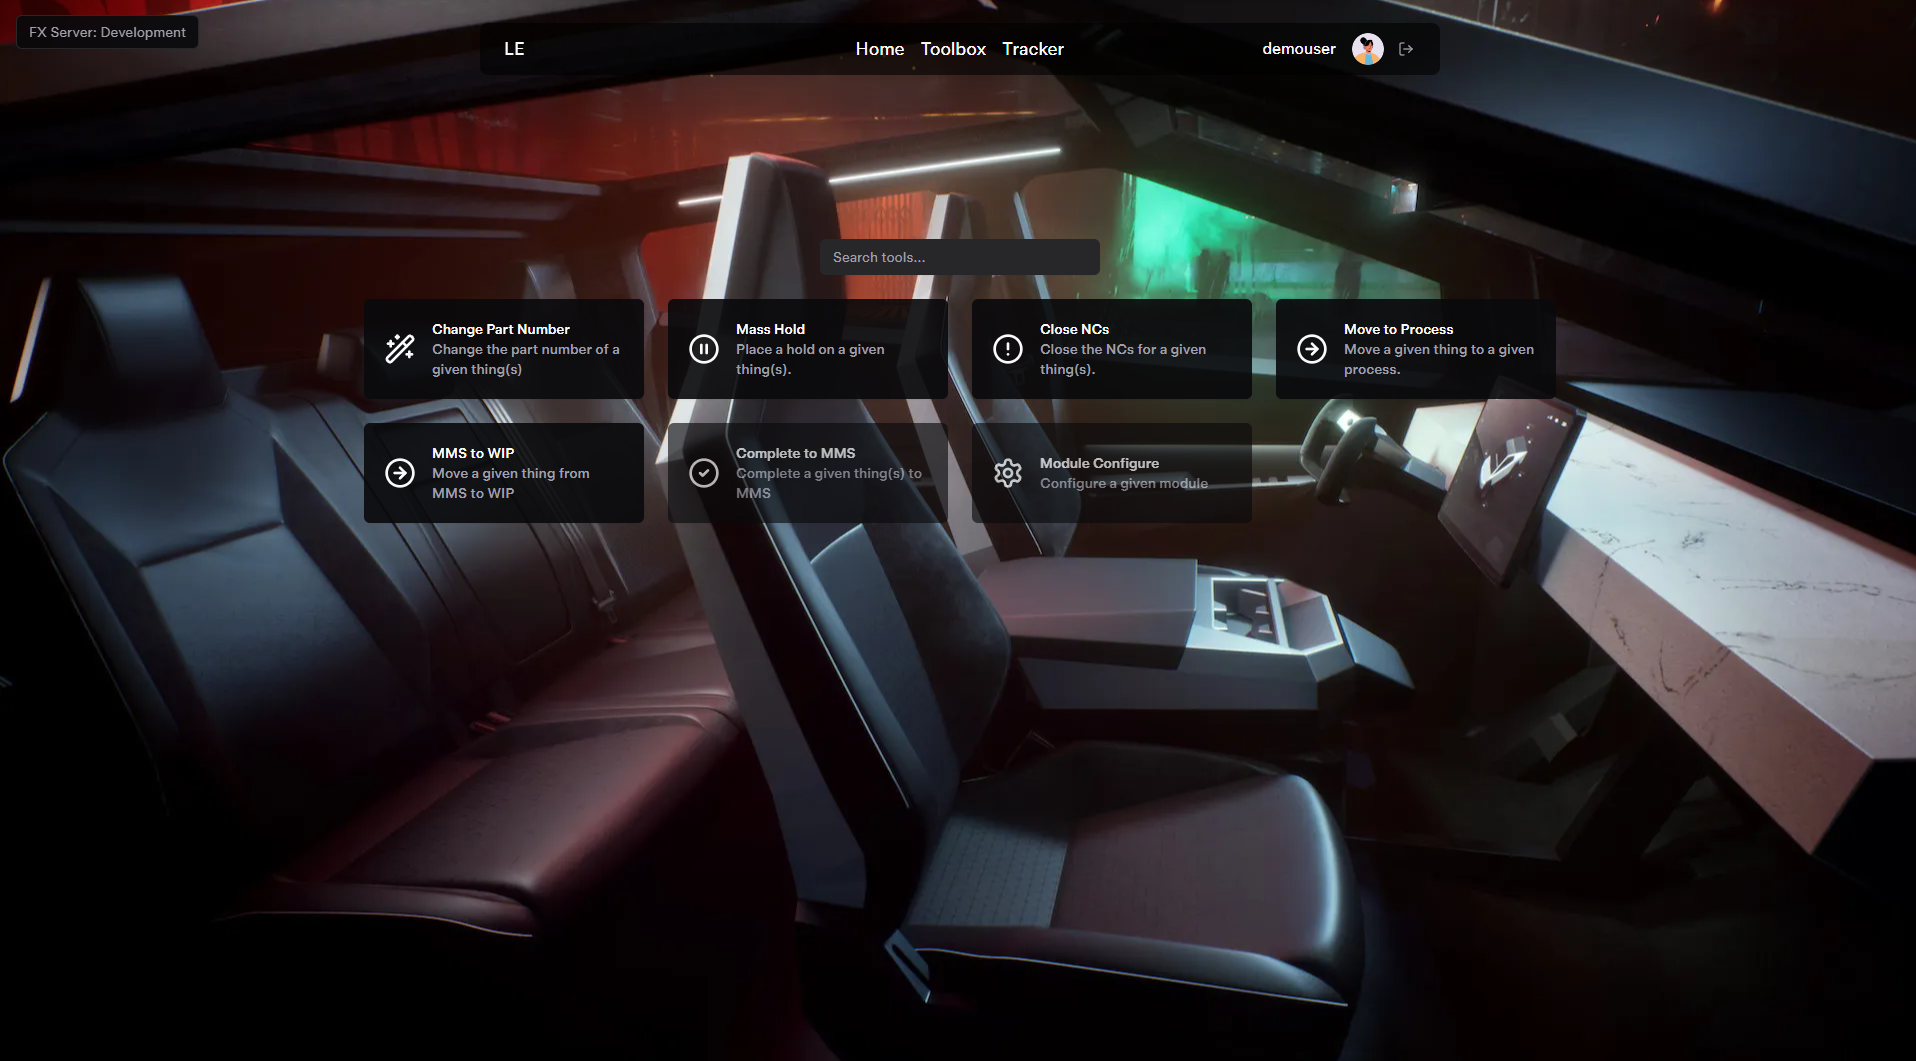 FX Server: Development
LE
Home Toolbox Tracker
demouser
Search tools...
Change Part Number
Change the part number of a
given thing(s)
Mass Hold
Place a hold on a given
thing(s).
Close NCs
Close the NCs for a given
thing(s).
Move to Process
Move a given thing to a given
process.
MMS to WIP
Move a given thing from
MMS to WIP
Complete to MMS
Complete a given thing(s) to
MMS
Module Configure
Configure a given module